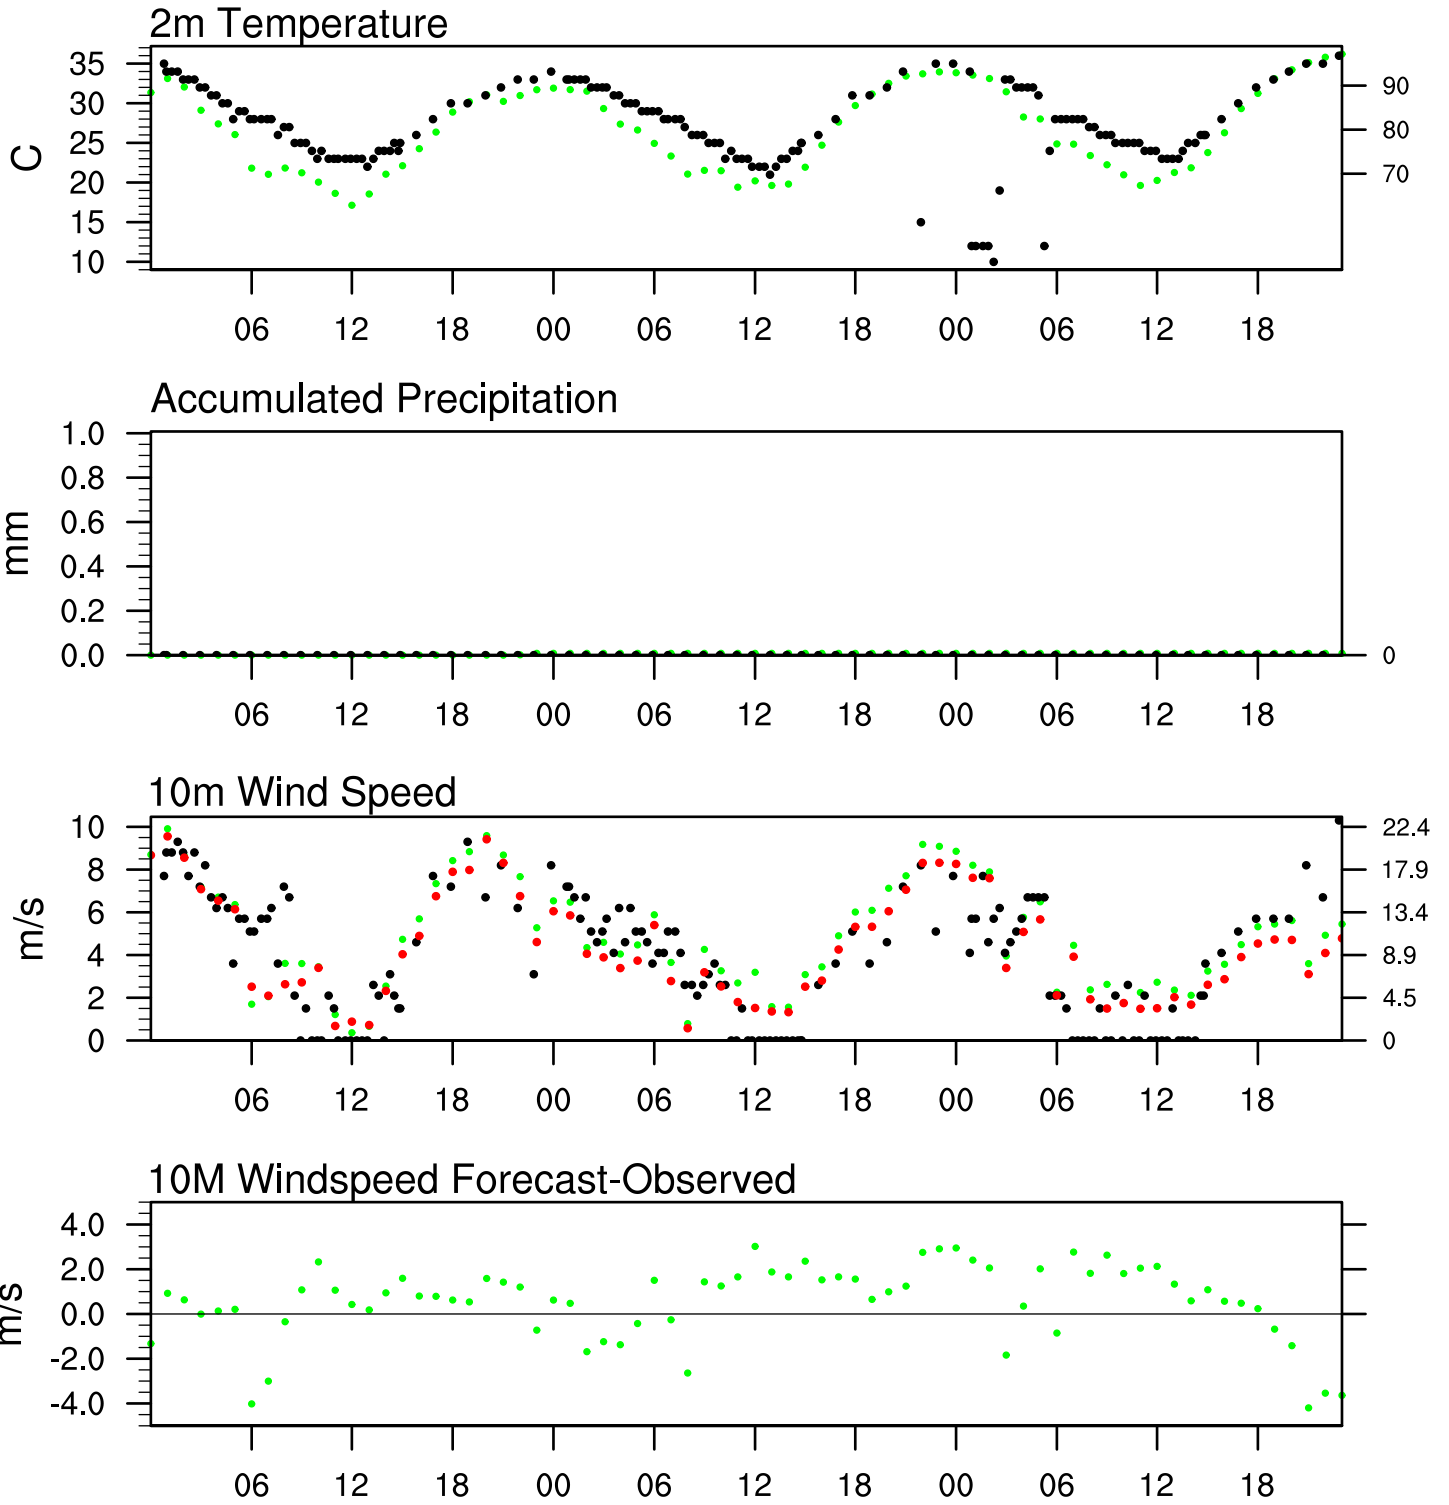 2m Temperature
35
30
25
20
15
10
C
90
80
70
06 12 18 00 06 12 18 00 06 12 18
Accumulated Precipitation
1.0
0.8
0.6
0.4
0.2
0.0
mm
0
06 12 18 00 06 12 18 00 06 12 18
10m Wind Speed
10
8
6
4
2
0
m/s
22.4
17.9
13.4
8.9
4.5
0
06 12 18 00 06 12 18 00 06 12 18
10M Windspeed Forecast-Observed
4.0
2.0
0.0
-2.0
-4.0
m/s
06 12 18 00 06 12 18 00 06 12 18